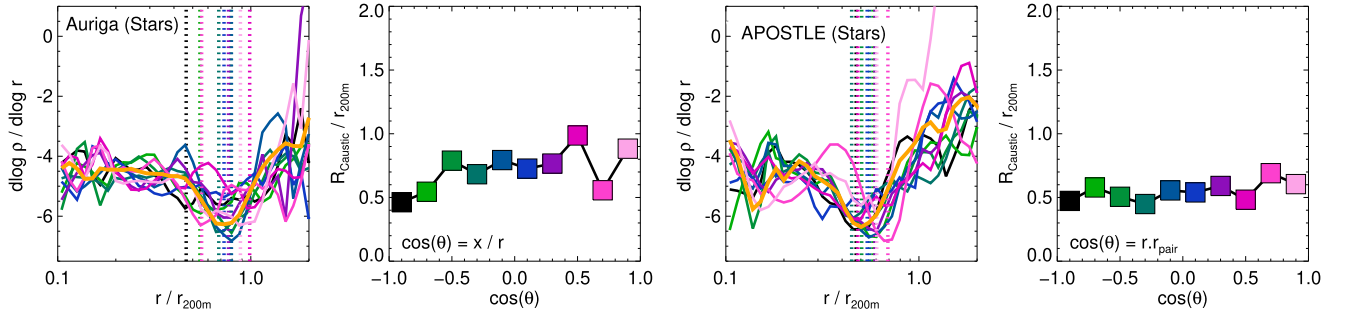 Auriga (Stars)
dlog ρ / dlog r
0
-2
-4
-6
0.1
1.0
r / r200m
RCaustic / r200m
2.0
1.5
1.0
0.5
0.0
cos(θ) = x / r
-1.0
-0.5
0.0
0.5
1.0
cos(θ)
APOSTLE (Stars)
dlog ρ / dlog r
0
-2
-4
-6
0.1
1.0
r / r200m
RCaustic / r200m
2.0
1.5
1.0
0.5
0.0
cos(θ) = r.rpair
-1.0
-0.5
0.0
0.5
1.0
cos(θ)